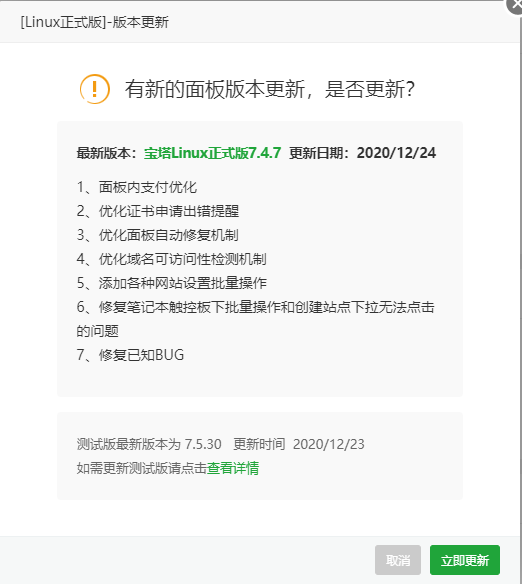 [Linux正式版]-版本更新
有新的面板版本更新，是否更新？
最新版本：宝塔Linux正式版7.4.7 更新日期：2020/12/24
1、面板内支付优化
2、优化证书申请出错提醒
3、优化面板自动修复机制
4、优化域名可访问性检测机制
5、添加各种网站设置批量操作
6、修复笔记本触控板下批量操作和创建站点下拉无法点击
的问题
7、修复已知BUG
测试版最新版本为 7.5.30 更新时间 2020/12/23
如需更新测试版请点击查看详情
取消 立即更新